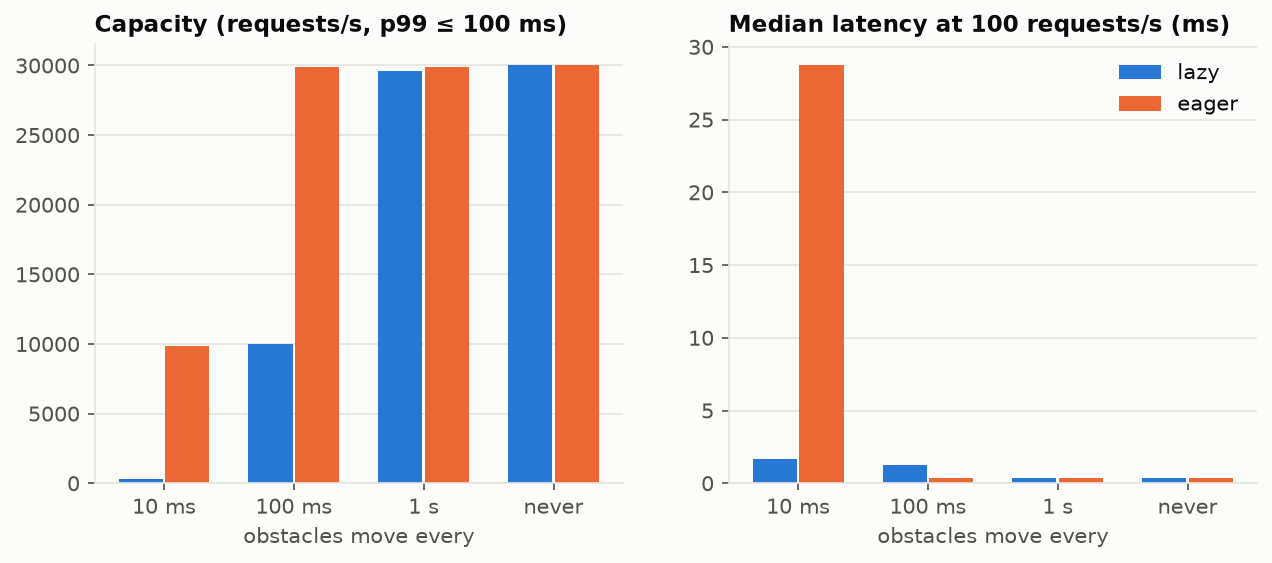 Capacity (requests/s, p99 ≤ 100 ms)
30000
25000
20000
15000
10000
5000
0
10 ms
100 ms
1 s
never
obstacles move every
Median latency at 100 requests/s (ms)
30
25
20
15
10
5
0
lazy
eager
10 ms
100 ms
1 s
never
obstacles move every